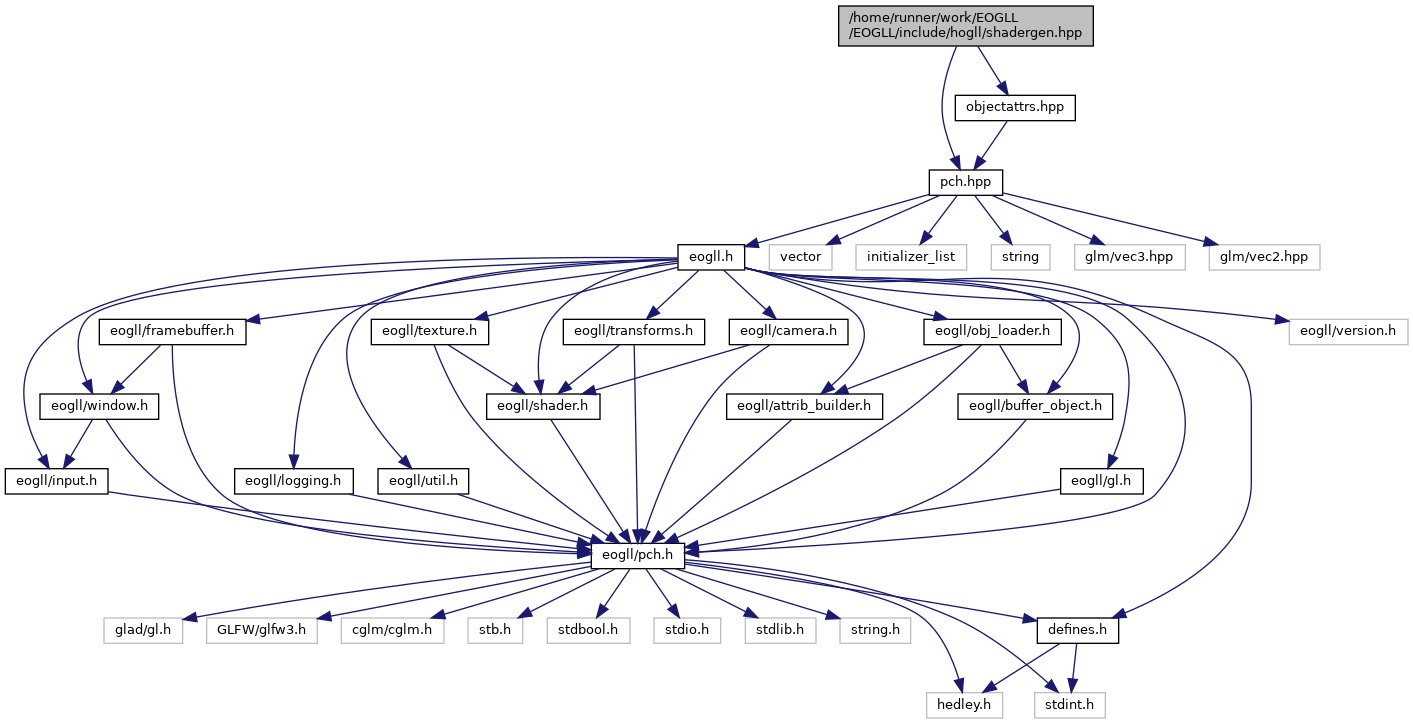 /home/runner/work/EOGLL
/EOGLL/include/hogll/shadergen.hpp
objectattrs.hpp
pch.hpp
eogll.h
vector
initializer_list
string
glm/vec3.hpp
glm/vec2.hpp
eogll/framebuffer.h
eogll/texture.h
eogll/transforms.h
eogll/camera.h
eogll/obj_loader.h
eogll/version.h
eogll/window.h
eogll/shader.h
eogll/attrib_builder.h
eogll/buffer_object.h
eogll/input.h
eogll/logging.h
eogll/util.h
eogll/gl.h
eogll/pch.h
glad/gl.h
GLFW/glfw3.h
cglm/cglm.h
stb.h
stdbool.h
stdio.h
stdlib.h
string.h
defines.h
hedley.h
stdint.h